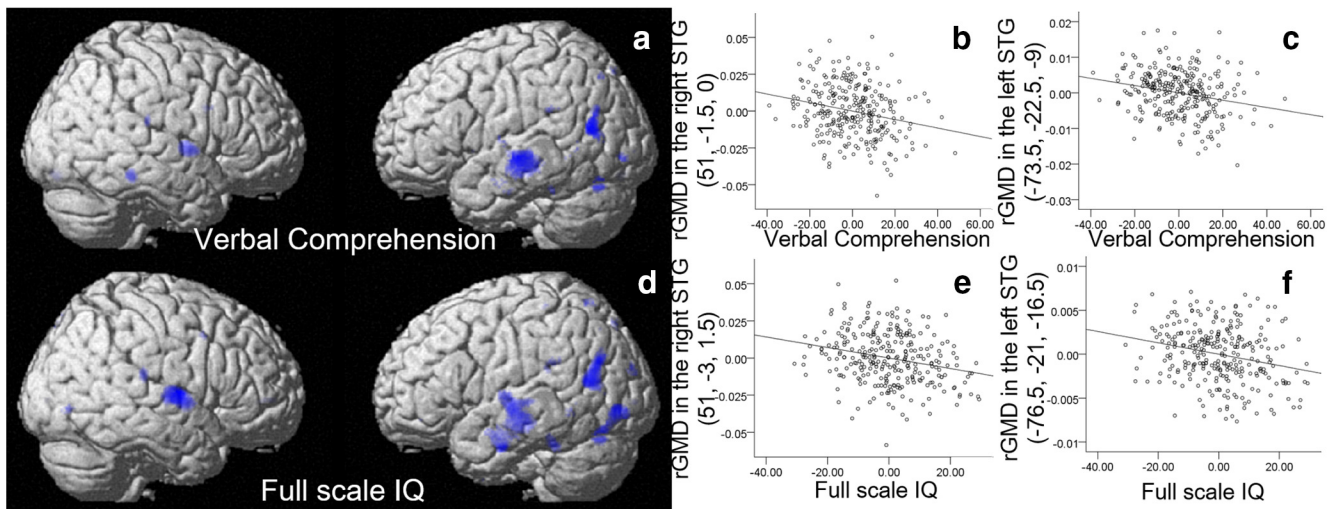 a
Verbal Comprehension
d
Full scale IQ
b
rGMD in the right STG
(51, -1.5, 0)
0.05
0.025
0.00
-0.025
-0.05
-40.00 -20.00 0.00 20.00 40.00 60.00
Verbal Comprehension
c
rGMD in the left STG
(-73.5, -22.5, -9)
0.02
0.01
0.00
-0.01
-0.02
-0.03
-40.00 -20.00 0.00 20.00 40.00 60.00
Verbal Comprehension
e
rGMD in the right STG
(51, -3, 1.5)
0.05
0.025
0.00
-0.025
-0.05
-40.00 -20.00 0.00 20.00
Full scale IQ
f
rGMD in the left STG
(-76.5, -21, -16.5)
0.01
0.005
0.00
-0.005
-0.01
-40.00 -20.00 0.00 20.00
Full scale IQ